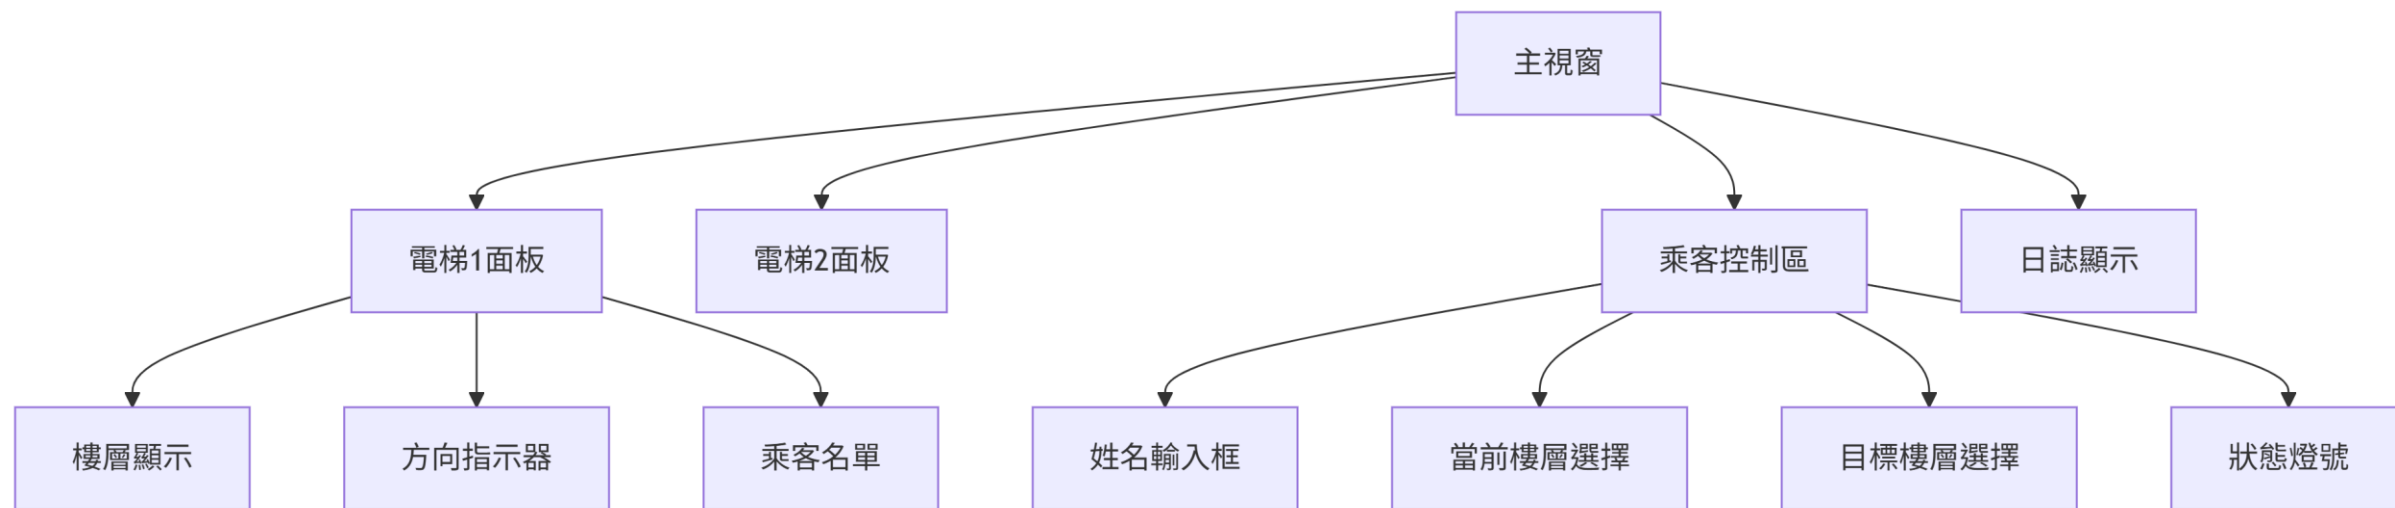 主視窗
電梯1面板
電梯2面板
乘客控制區
日誌顯示
樓層顯示
方向指示器
乘客名單
姓名輸入框
當前樓層選擇
目標樓層選擇
狀態燈號